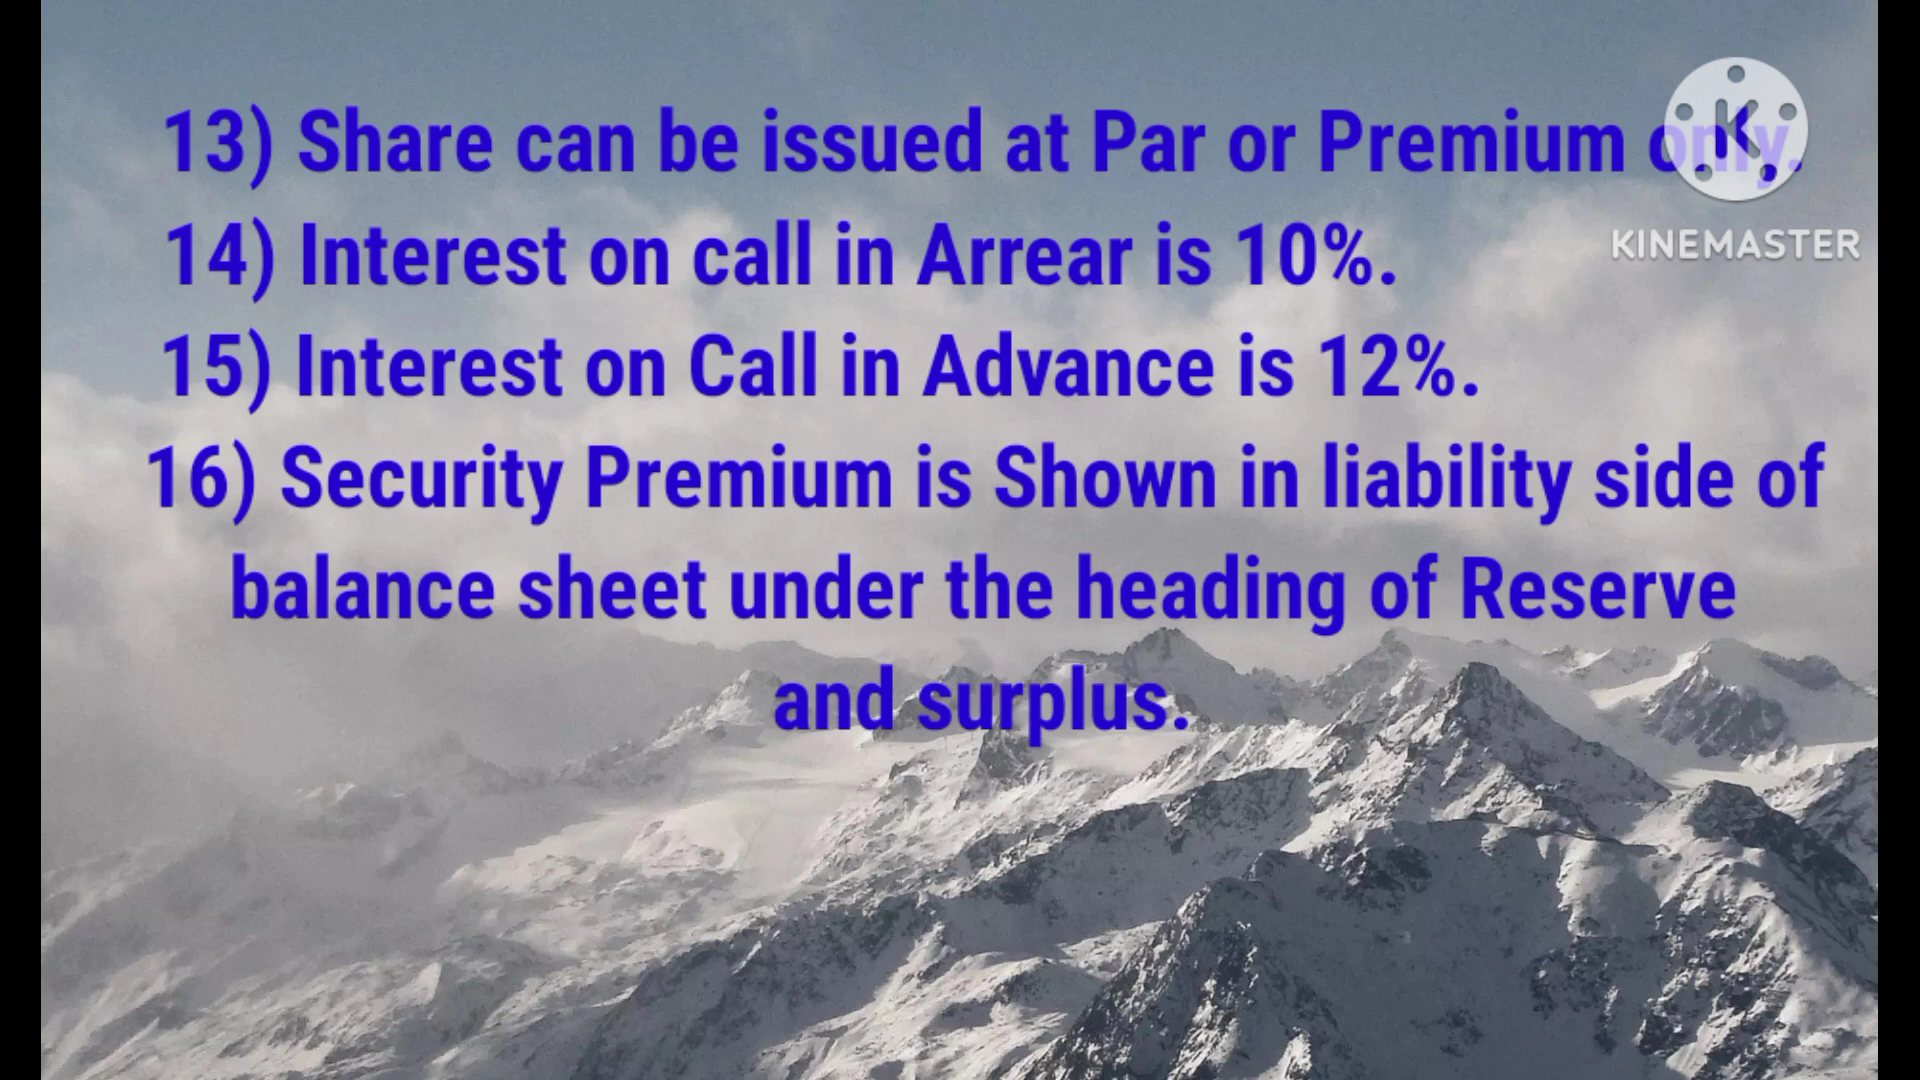 13) Share can be issued at Par or Premium only.
14) Interest on call in Arrear is 10%.
15) Interest on Call in Advance is 12%.
16) Security Premium is Shown in liability side of
balance sheet under the heading of Reserve
and surplus.
K
KINEMASTER